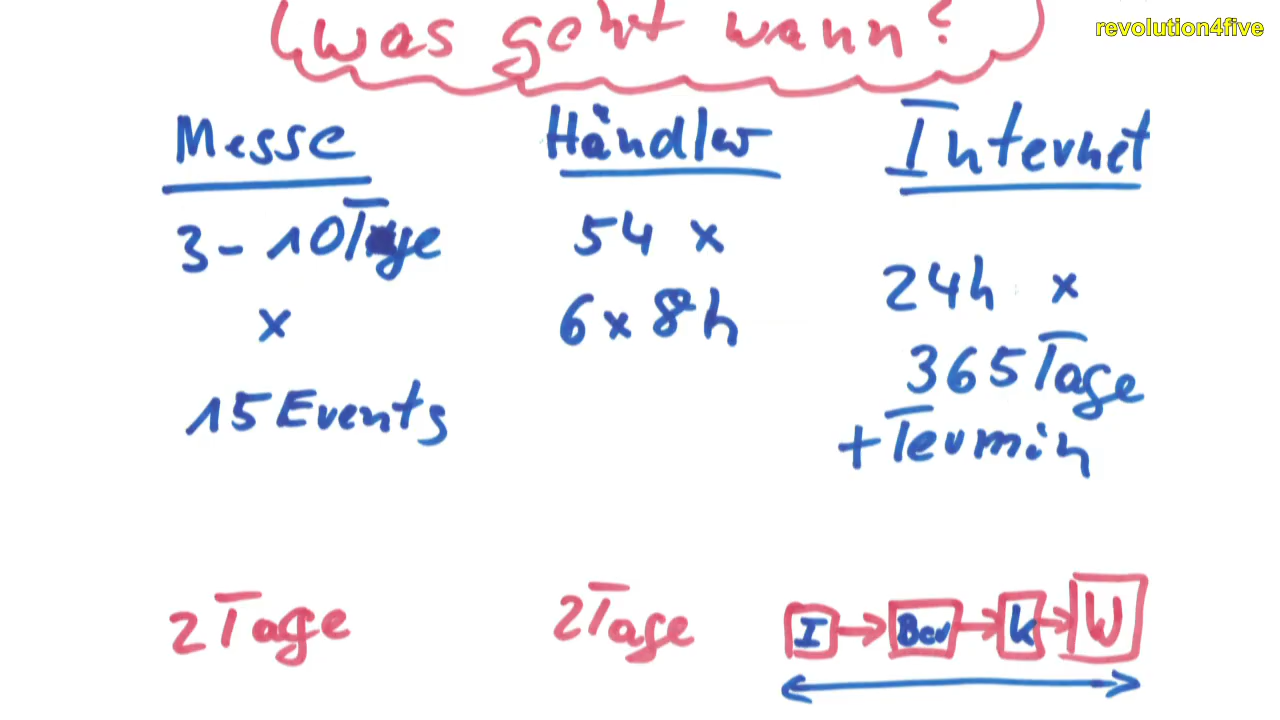 was geht wann?
revolution4five
Messe
Händler
Internet
3 - 10 Tage
x
15 Events
54 x
6 x 8h
24h x
365 Tage
+ Termin
2 Tage
2 Tage
I
Ber
K
W